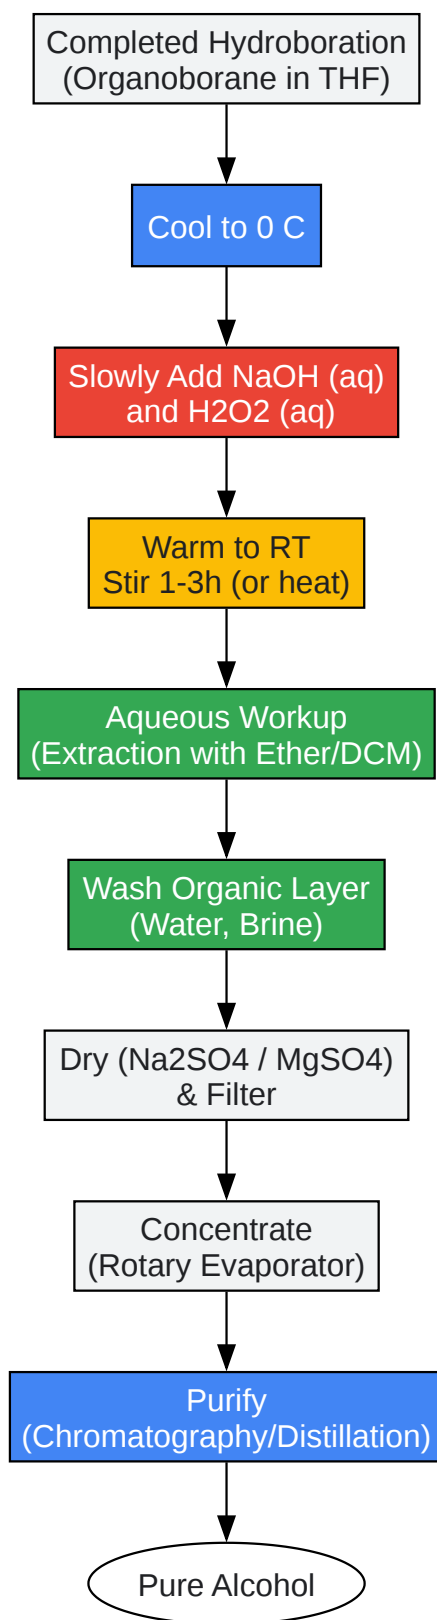 Completed Hydroboration
(Organoborane in THF)
Cool to 0 C
Slowly Add NaOH (aq)
and H2O2 (aq)
Warm to RT
Stir 1-3h (or heat)
Aqueous Workup
(Extraction with Ether/DCM)
Wash Organic Layer
(Water, Brine)
Dry (Na2SO4 / MgSO4)
& Filter
Concentrate
(Rotary Evaporator)
Purify
(Chromatography/Distillation)
Pure Alcohol